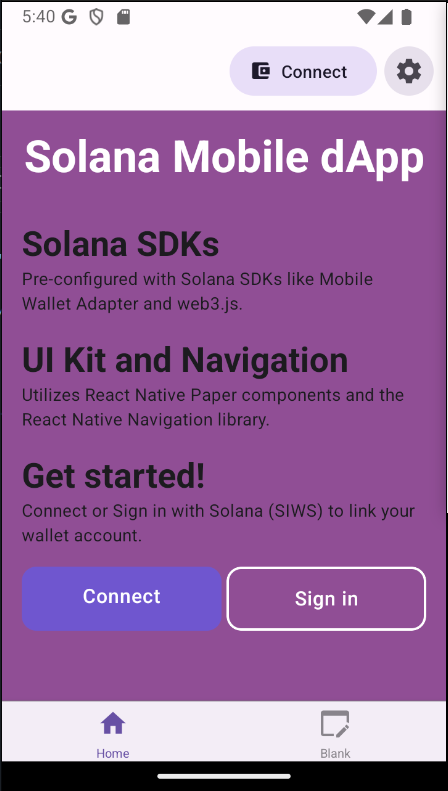 5:40
Connect
Solana Mobile dApp
Solana SDKs
Pre-configured with Solana SDKs like Mobile
Wallet Adapter and web3.js.
UI Kit and Navigation
Utilizes React Native Paper components and the
React Native Navigation library.
Get started!
Connect or Sign in with Solana (SIWS) to link your
wallet account.
Connect
Sign in
Home
Blank